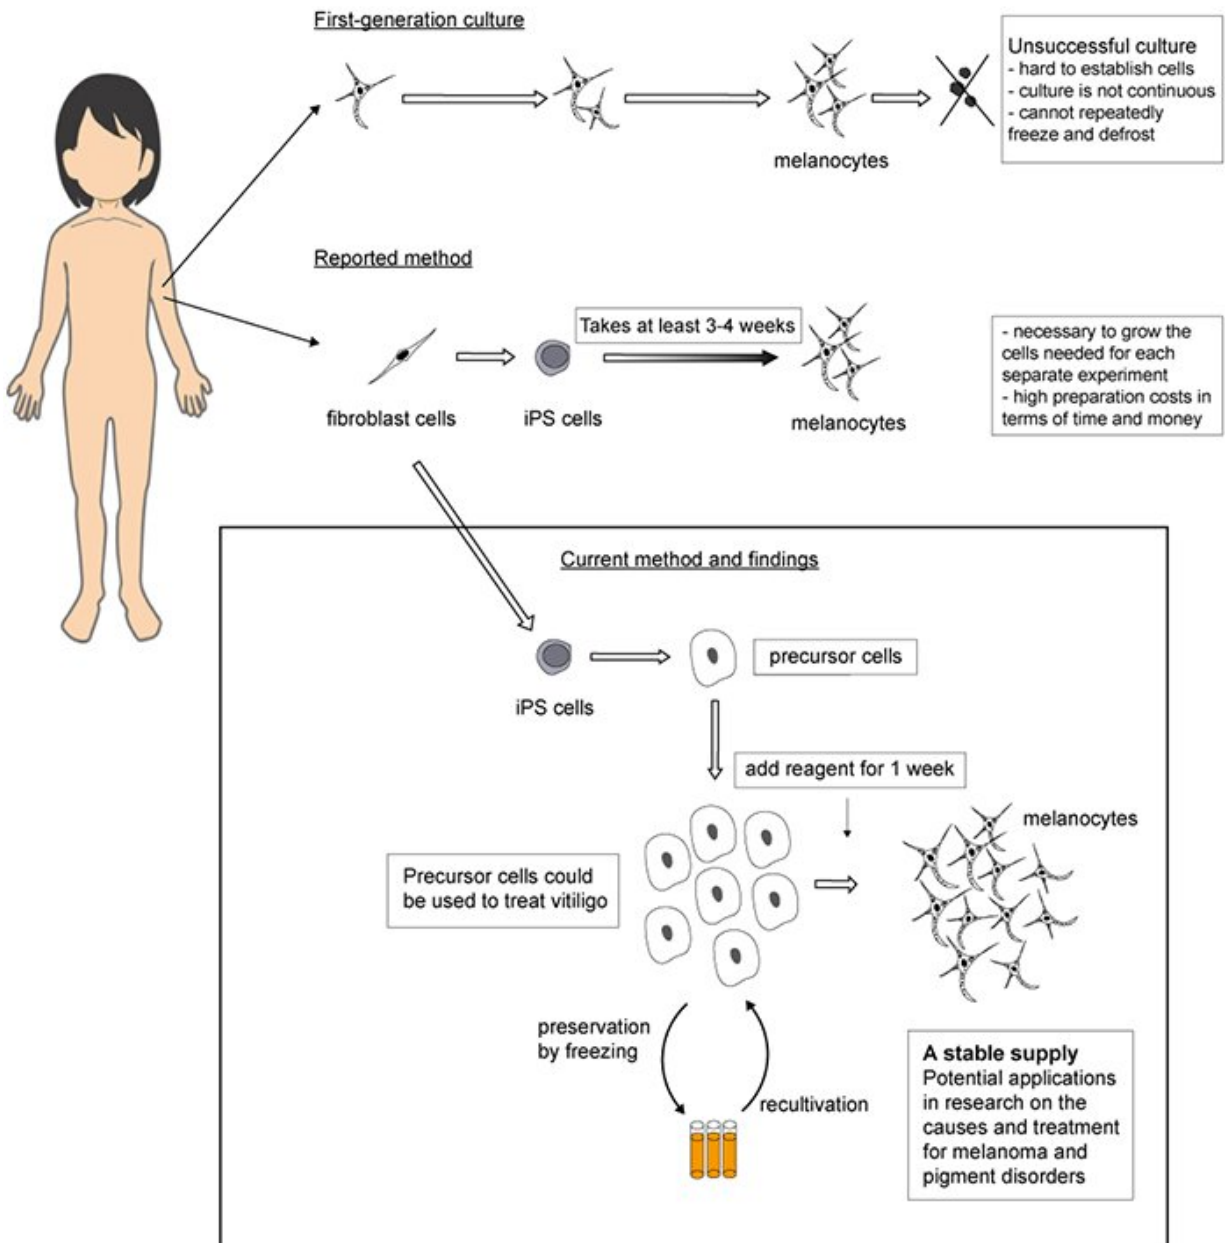 First-generation culture
Unsuccessful culture
- hard to establish cells
- culture is not continuous
- cannot repeatedly
freeze and defrost
melanocytes
Reported method
Takes at least 3-4 weeks
fibroblast cells
iPS cells
melanocytes
- necessary to grow the
cells needed for each
separate experiment
- high preparation costs in
terms of time and money
Current method and findings
iPS cells
precursor cells
add reagent for 1 week
melanocytes
Precursor cells could
be used to treat vitiligo
preservation
by freezing
recultivation
A stable supply
Potential applications
in research on the
causes and treatment
for melanoma and
pigment disorders